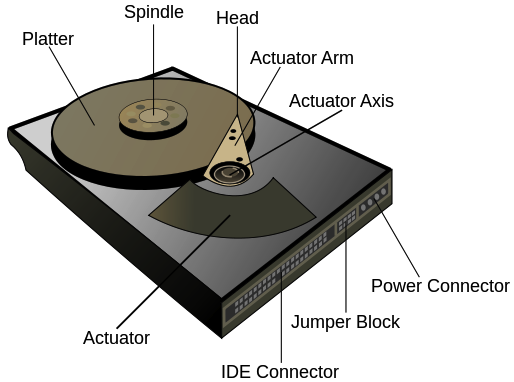 Spindle
Head
Platter
Actuator Arm
Actuator Axis
Power Connector
Jumper Block
Actuator
IDE Connector